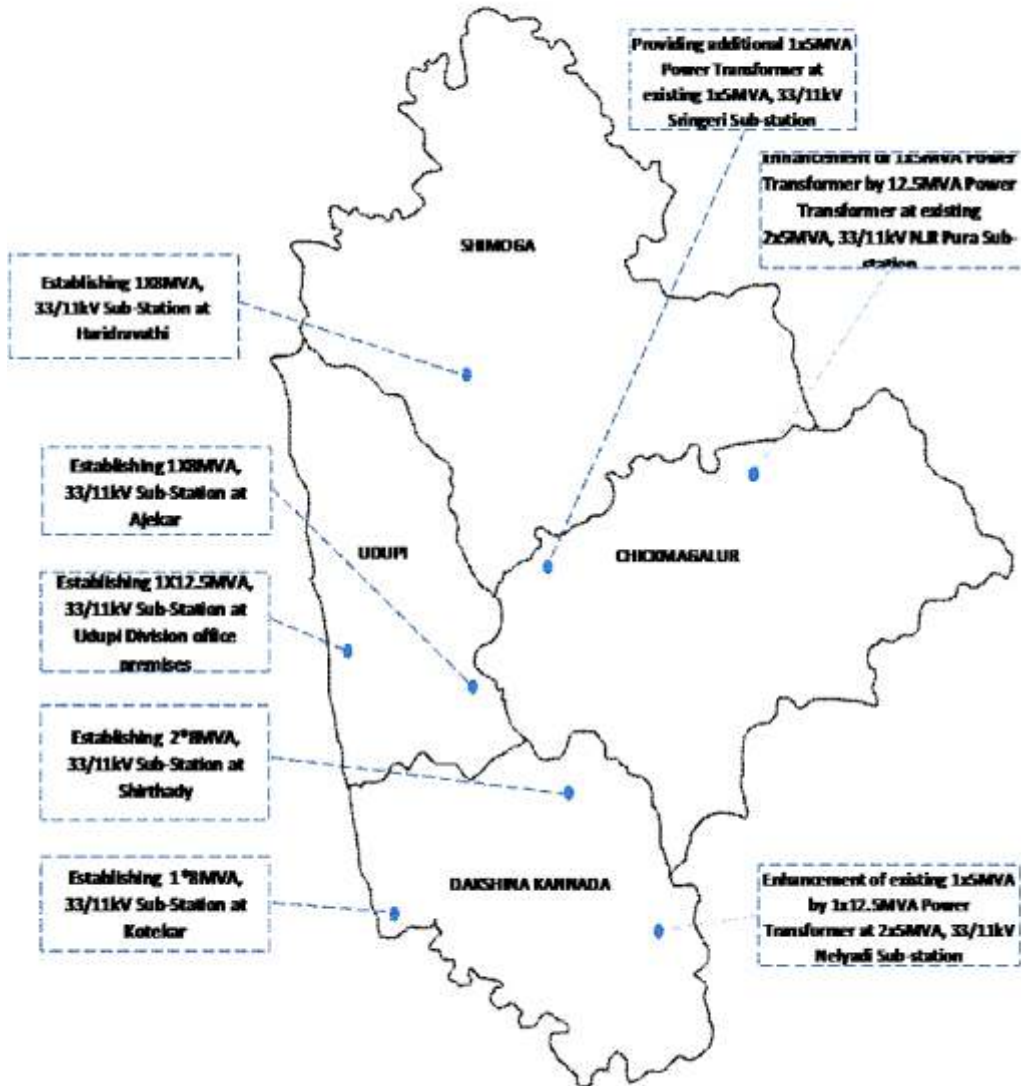 Providing additional 1x5MVA
Power Transformer at
existing 1x5MVA, 33/11kV
Sringeri Sub-station
Enhancement of 1x5MVA Power
Transformer by 12.5MVA Power
Transformer at existing
2x5MVA, 33/11kV N.R Pura Sub-
station
SHIMOGA
Establishing 1X8MVA,
33/11kV Sub-Station at
Haridravathi
Establishing 1X8MVA,
33/11kV Sub-Station at
Ajekar
UDUPI
CHICKMAGALUR
Establishing 1X12.5MVA,
33/11kV Sub-Station at
Udupi Division office
premises
Establishing 2*8MVA,
33/11kV Sub-Station at
Shirthady
Establishing 1*8MVA,
33/11kV Sub-Station at
Kotekar
DAKSHINA KANNADA
Enhancement of existing 1x5MVA
by 1x12.5MVA Power
Transformer at 2x5MVA, 33/11kV
Nelyadi Sub-station